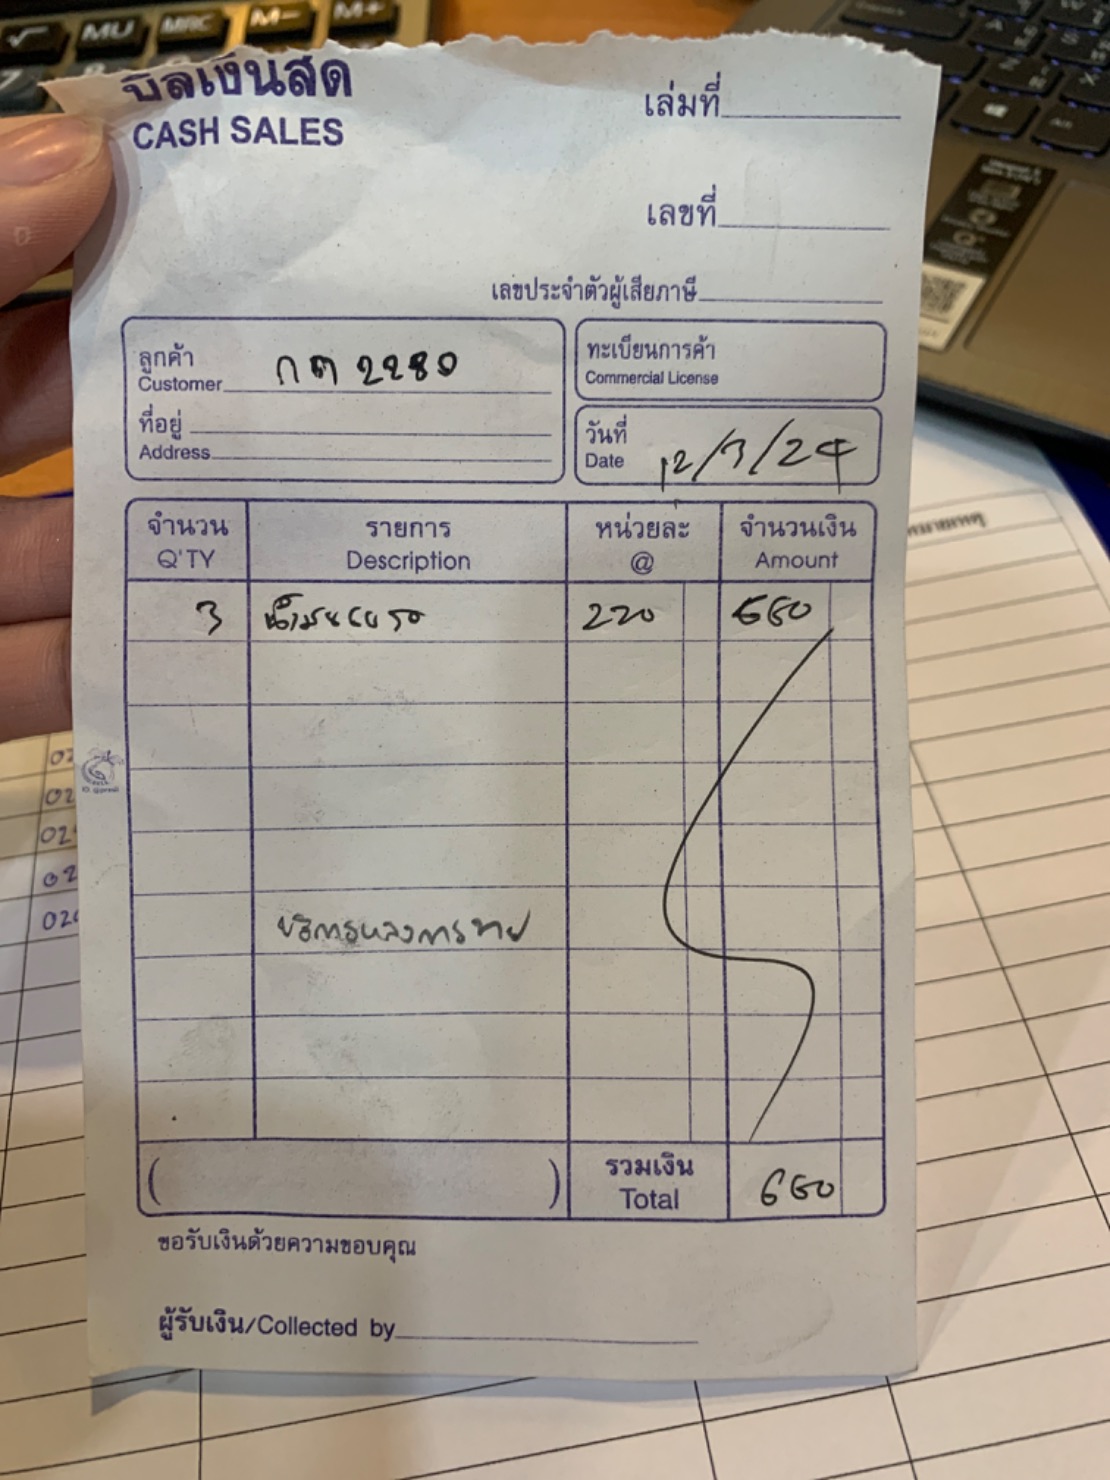 บิลเงินสด
CASH SALES
เล่มที่
เลขที่
เลขประจำตัวผู้เสียภาษี
ลูกค้า
Customer กต 2280
ที่อยู่
Address
ทะเบียนการค้า
Commercial License
วันที่
Date 12/7/24
จำนวน รายการ หน่วยละ จำนวนเงิน
Q'TY Description @ Amount
3 220 660
บริการหลังการขาย
รวมเงิน
Total 660
( )
ขอรับเงินด้วยความขอบคุณ
ผู้รับเงิน/Collected by
MU
MRC
M-
M+